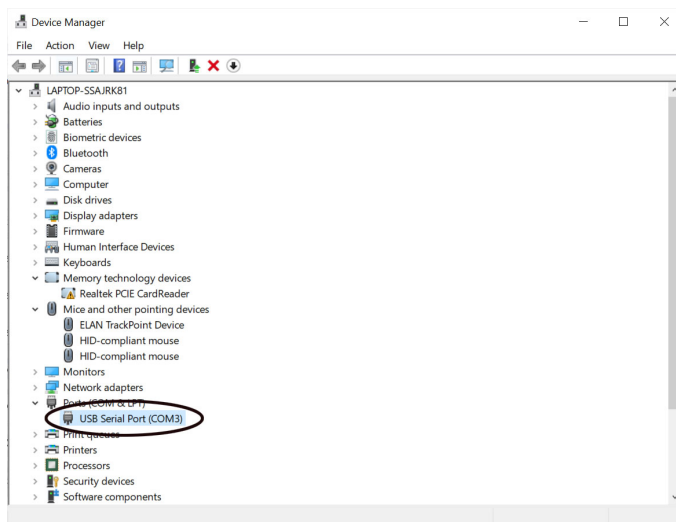 Device Manager
File Action View Help
LAPTOP-SSAJRK81
Audio inputs and outputs
Batteries
Biometric devices
Bluetooth
Cameras
Computer
Disk drives
Display adapters
Firmware
Human Interface Devices
Keyboards
Memory technology devices
Realtek PCIE CardReader
Mice and other pointing devices
ELAN TrackPoint Device
HID-compliant mouse
HID-compliant mouse
Monitors
Network adapters
Ports (COM & LPT)
USB Serial Port (COM3)
Print queues
Printers
Processors
Security devices
Software components